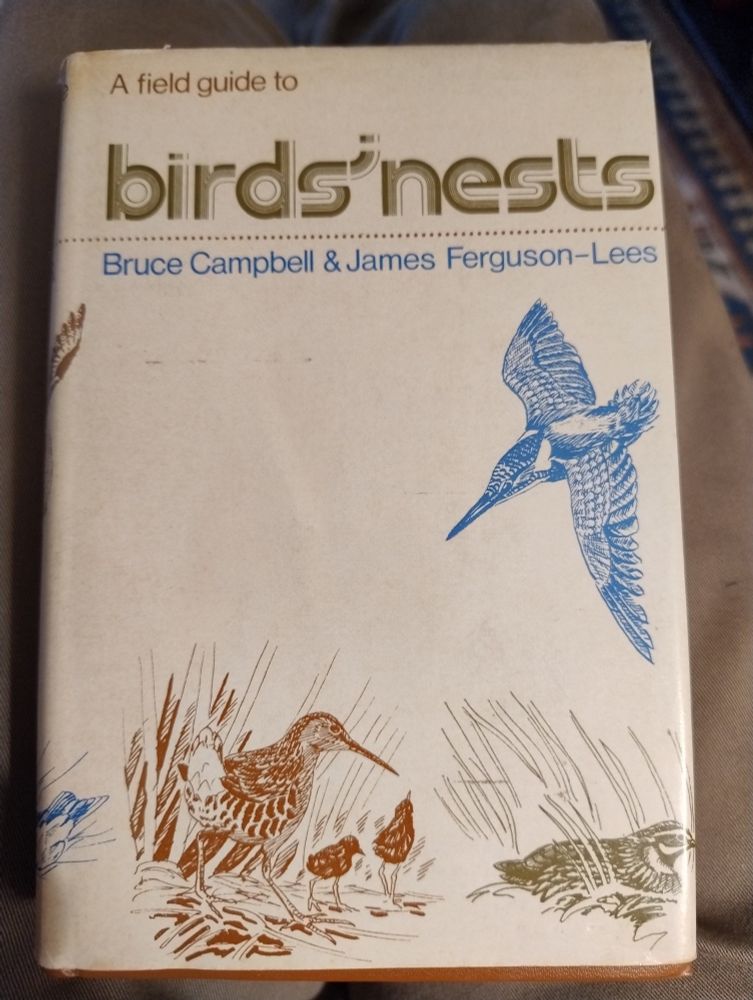 A field guide to
birds' nests
Bruce Campbell & James Ferguson-Lees